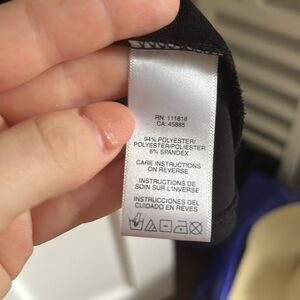 RN: 111818
CA: 45885
94% POLYESTER/
POLYESTER/POLIESTER
6% SPANDEX
CARE INSTRUCTIONS
ON REVERSE
INSTRUCTIONS DE
SOIN SUR L'INVERSE
INSTRUCCIONES DEL
CUIDADO EN REVES